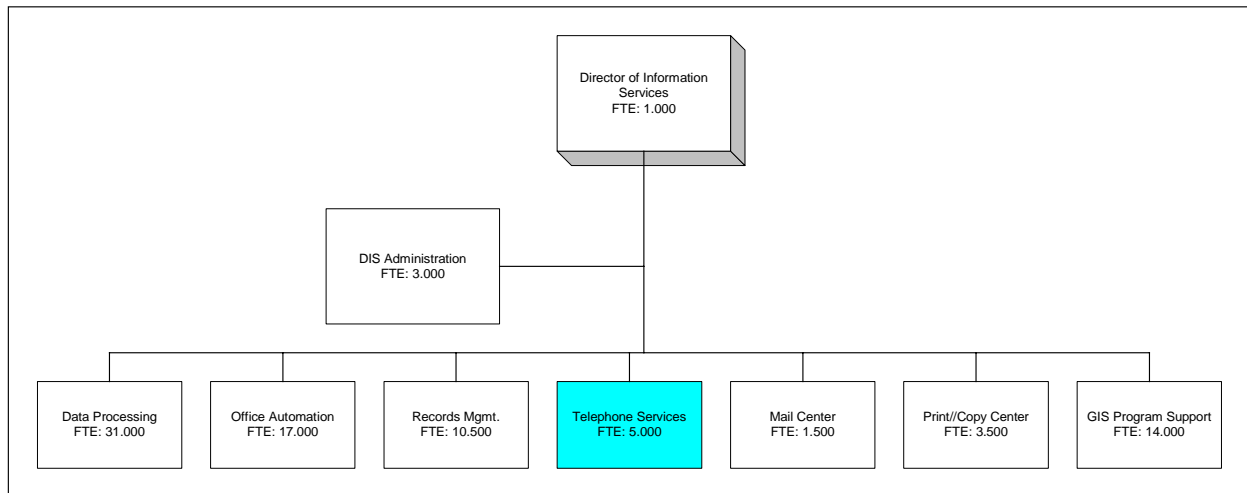 Director of Information
Services
FTE: 1.000
DIS Administration
FTE: 3.000
Data Processing
FTE: 31.000
Office Automation
FTE: 17.000
Records Mgmt.
FTE: 10.500
Telephone Services
FTE: 5.000
Mail Center
FTE: 1.500
Print//Copy Center
FTE: 3.500
GIS Program Support
FTE: 14.000